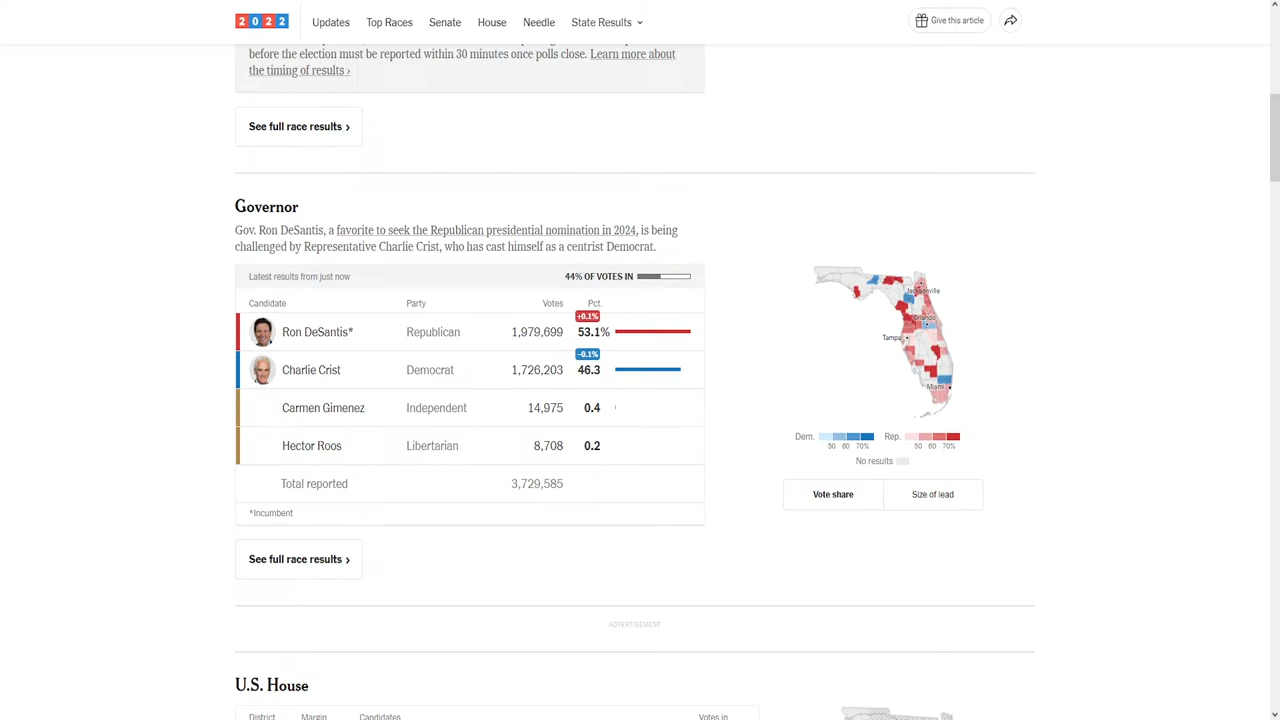 2022 Updates Top Races Senate House Needle State Results Give this article
before the election must be reported within 30 minutes once polls close. Learn more about
the timing of results ›
See full race results ›
Governor
Gov. Ron DeSantis, a favorite to seek the Republican presidential nomination in 2024, is being
challenged by Representative Charlie Crist, who has cast himself as a centrist Democrat.
Latest results from just now 44% OF VOTES IN
Candidate Party Votes Pct.
+0.1%
Ron DeSantis* Republican 1,979,699 53.1%
−0.1%
Charlie Crist Democrat 1,726,203 46.3
Carmen Gimenez Independent 14,975 0.4
Hector Roos Libertarian 8,708 0.2
Total reported 3,729,585
*Incumbent
Jacksonville
Orlando
Tampa
Miami
Dem. Rep.
50 60 70% 50 60 70%
No results
Vote share Size of lead
See full race results ›
ADVERTISEMENT
U.S. House
District Margin Candidates Votes in